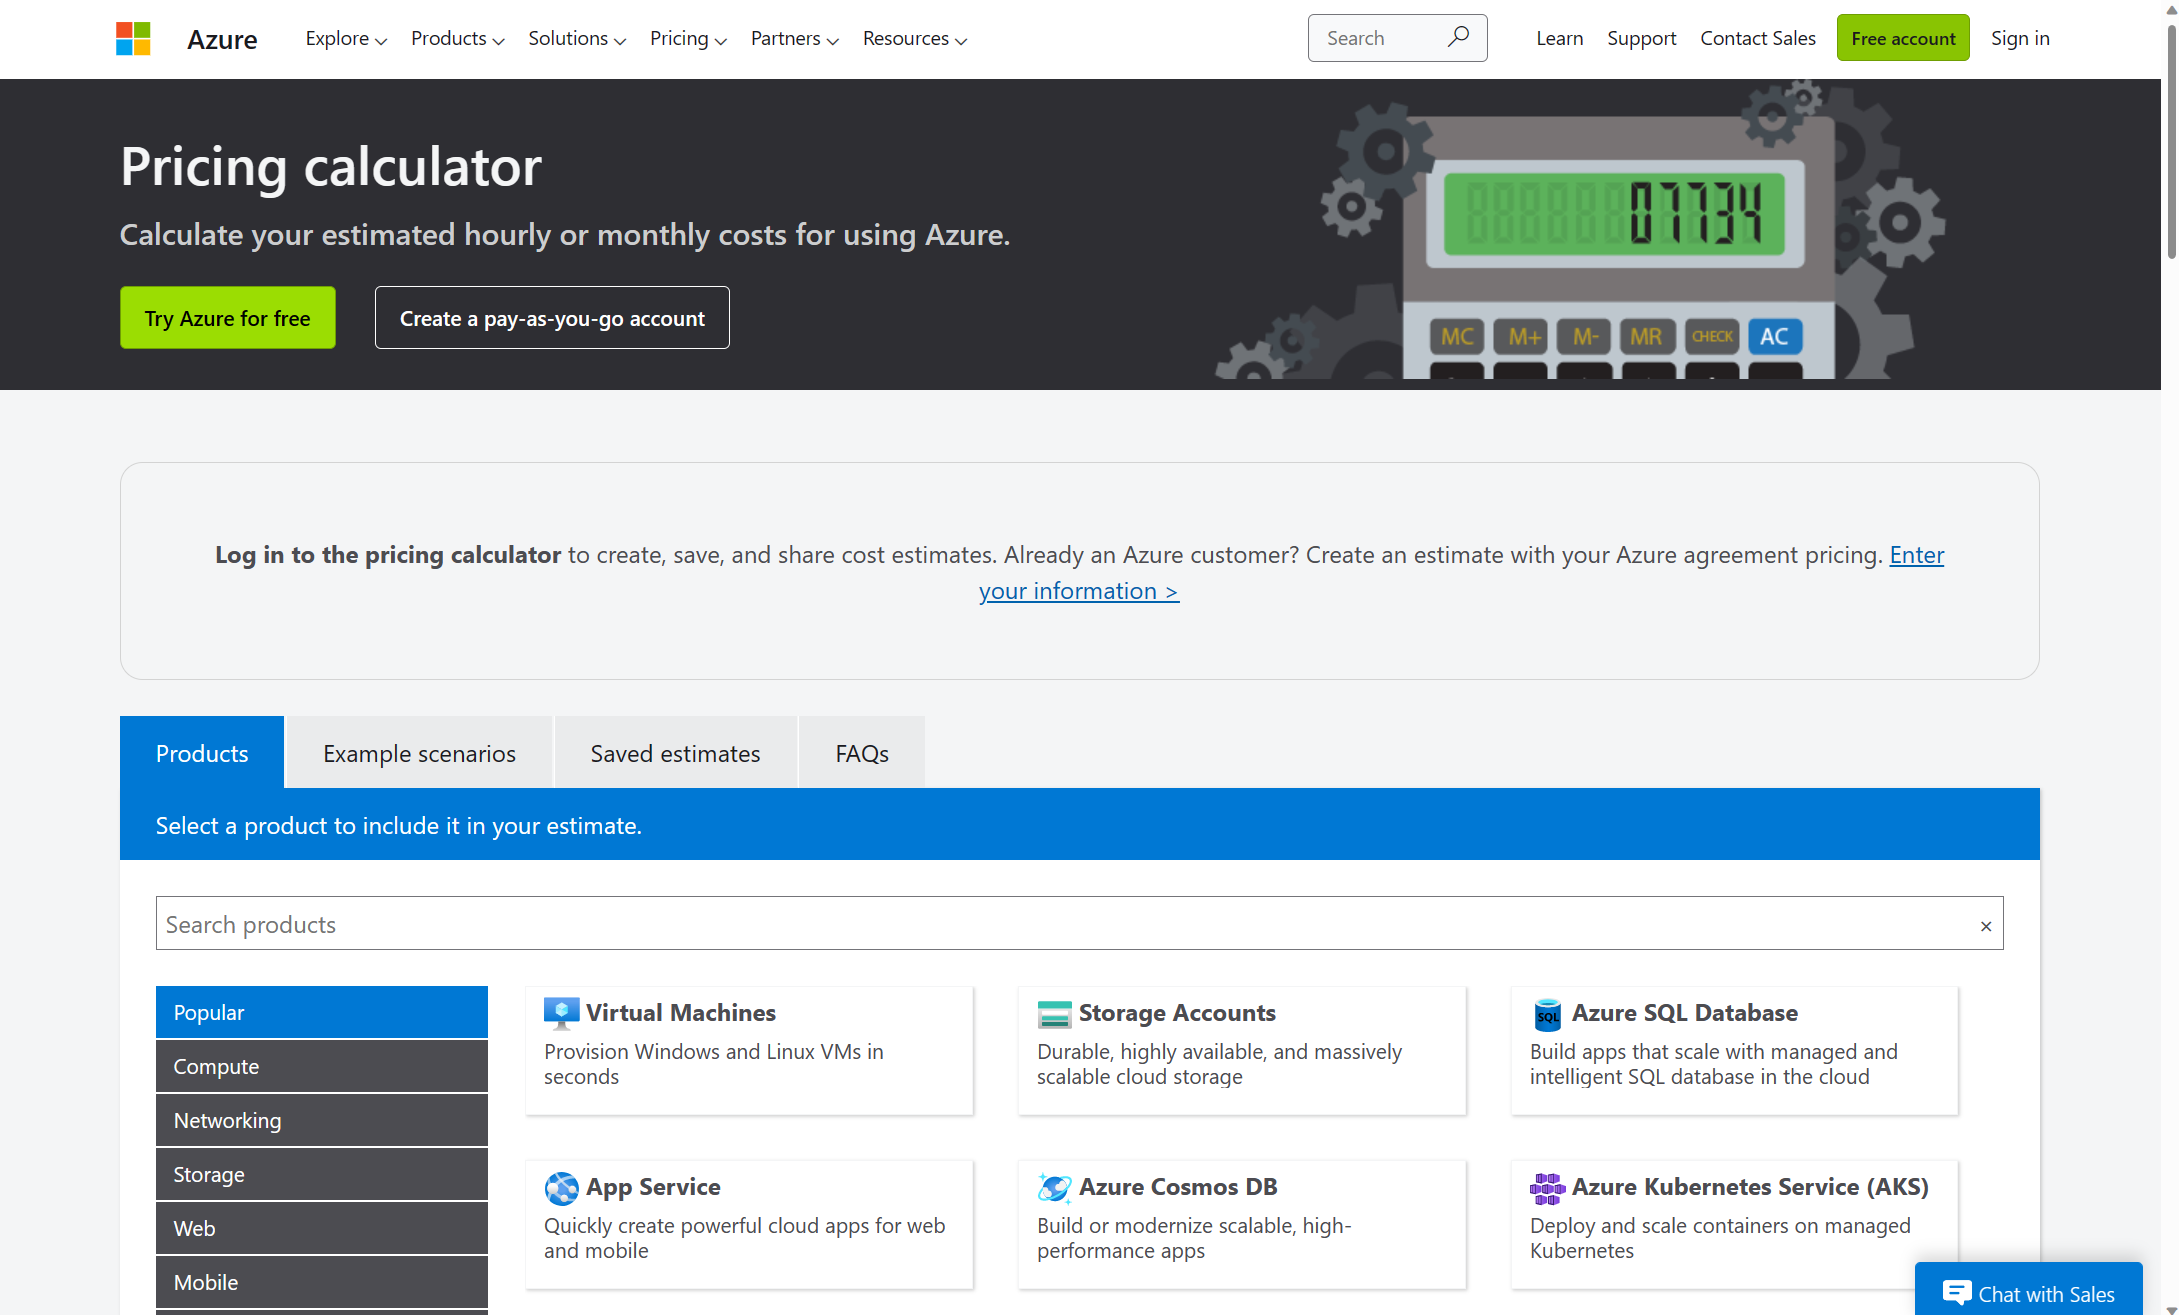 Azure
Explore
Products
Solutions
Pricing
Partners
Resources
Search
Learn
Support
Contact Sales
Free account
Sign in
Pricing calculator
Calculate your estimated hourly or monthly costs for using Azure.
Try Azure for free
Create a pay-as-you-go account
07734
MC
M+
M-
MR
CHECK
AC
Log in to the pricing calculator to create, save, and share cost estimates. Already an Azure customer? Create an estimate with your Azure agreement pricing. Enter
your information >
Products
Example scenarios
Saved estimates
FAQs
Select a product to include it in your estimate.
Search products
×
Popular
Compute
Networking
Storage
Web
Mobile
Virtual Machines
Provision Windows and Linux VMs in
seconds
Storage Accounts
Durable, highly available, and massively
scalable cloud storage
SQL
Azure SQL Database
Build apps that scale with managed and
intelligent SQL database in the cloud
App Service
Quickly create powerful cloud apps for web
and mobile
Azure Cosmos DB
Build or modernize scalable, high-
performance apps
Azure Kubernetes Service (AKS)
Deploy and scale containers on managed
Kubernetes
Chat with Sales